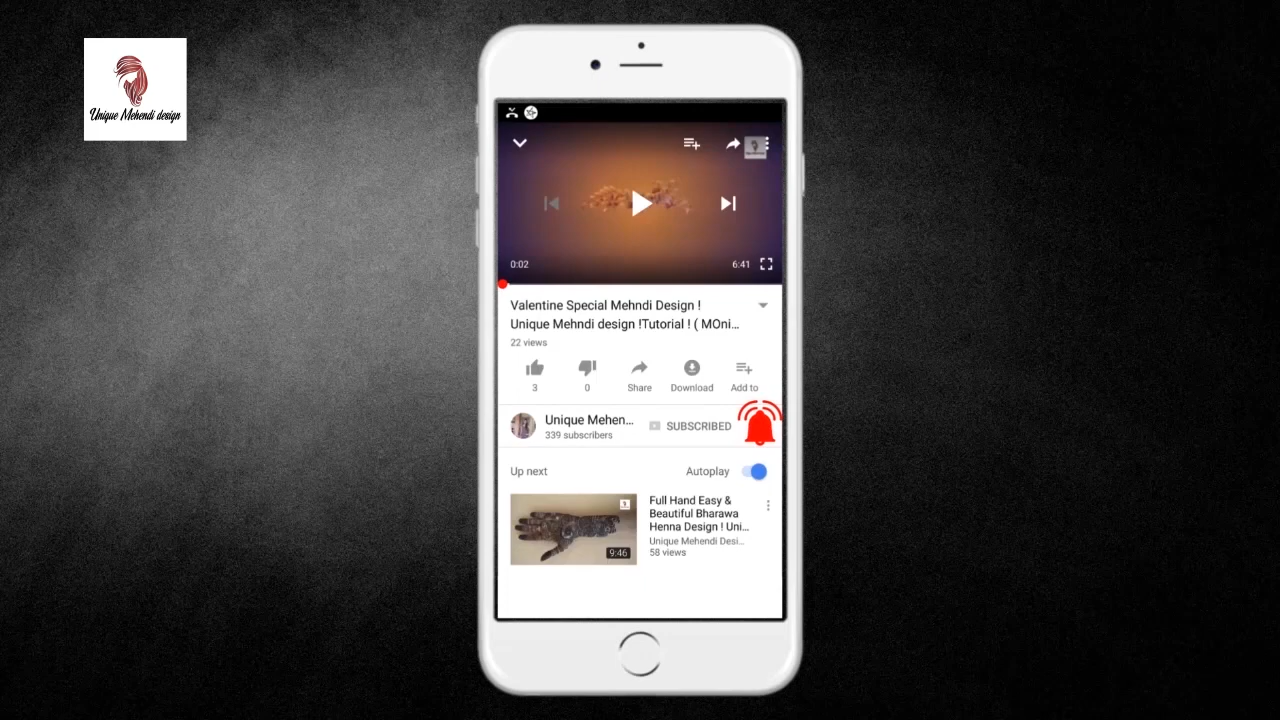 Unique Mehendi design
0:02
6:41
Valentine Special Mehndi Design !
Unique Mehndi design !Tutorial ! ( MOni…
22 views
3
0
Share
Download
Add to
Unique Mehen…
339 subscribers
SUBSCRIBED
Up next
Autoplay
9:46
Full Hand Easy &
Beautiful Bharawa
Henna Design ! Uni…
Unique Mehendi Desi…
58 views